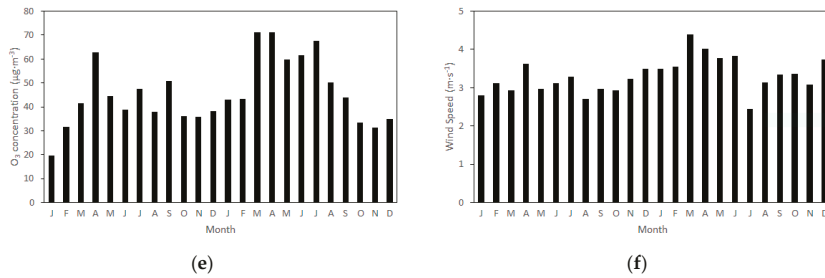 80
70
60
50
40
30
20
10
0
O₃ concentration (µg·m⁻³)
J F M A M J J A S O N D J F M A M J J A S O N D
Month
(e)
5
4
3
2
1
0
Wind Speed (m·s⁻¹)
J F M A M J J A S O N D J F M A M J J A S O N D
Month
(f)